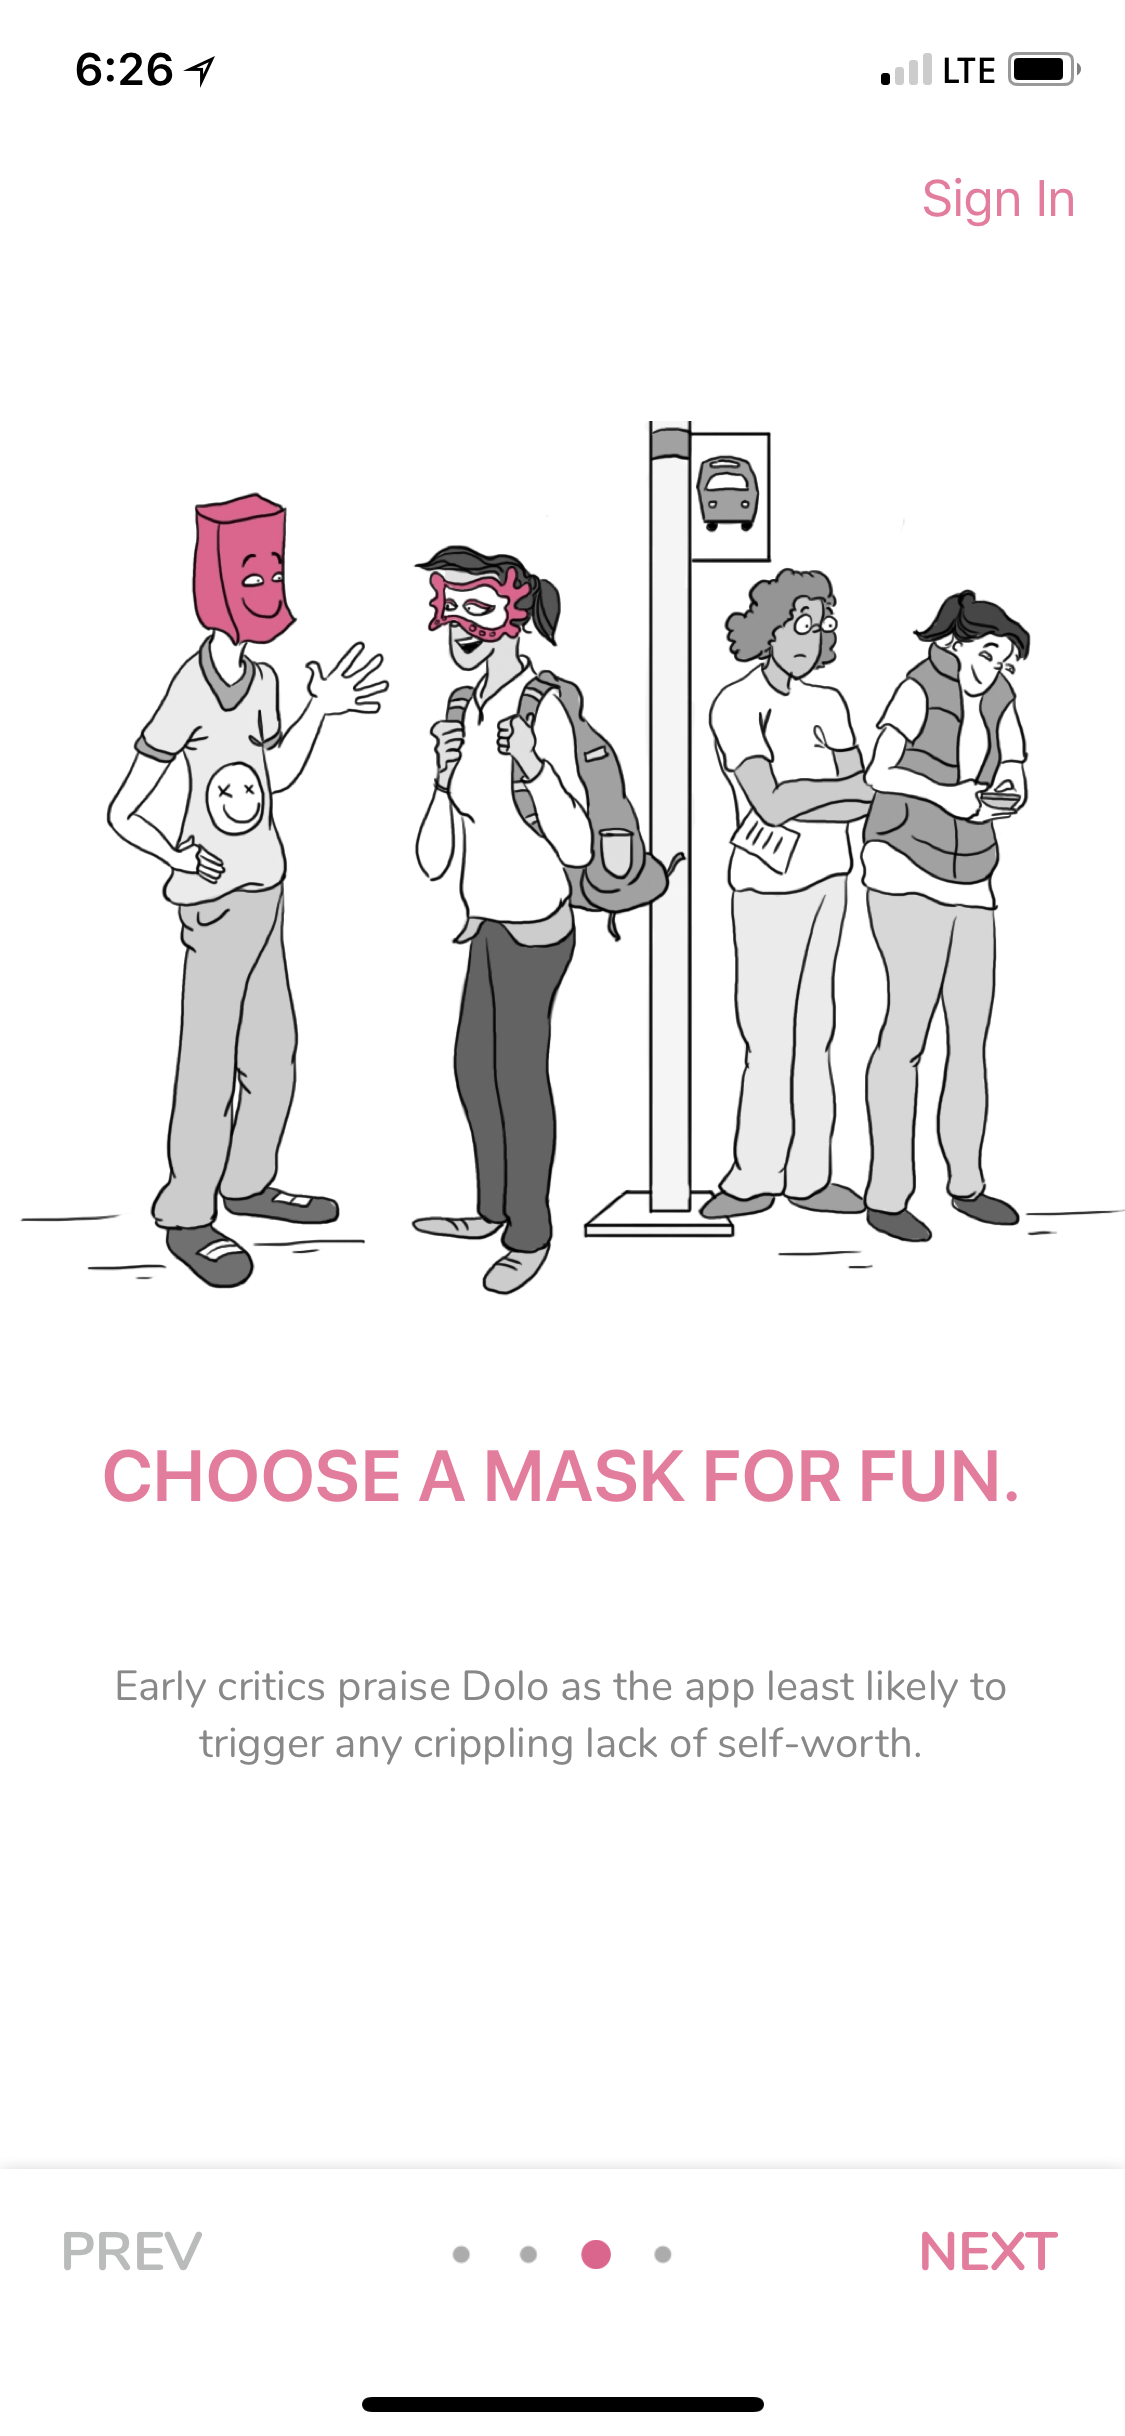 6:26
LTE
Sign In
CHOOSE A MASK FOR FUN.
Early critics praise Dolo as the app least likely to
trigger any crippling lack of self-worth.
PREV
NEXT